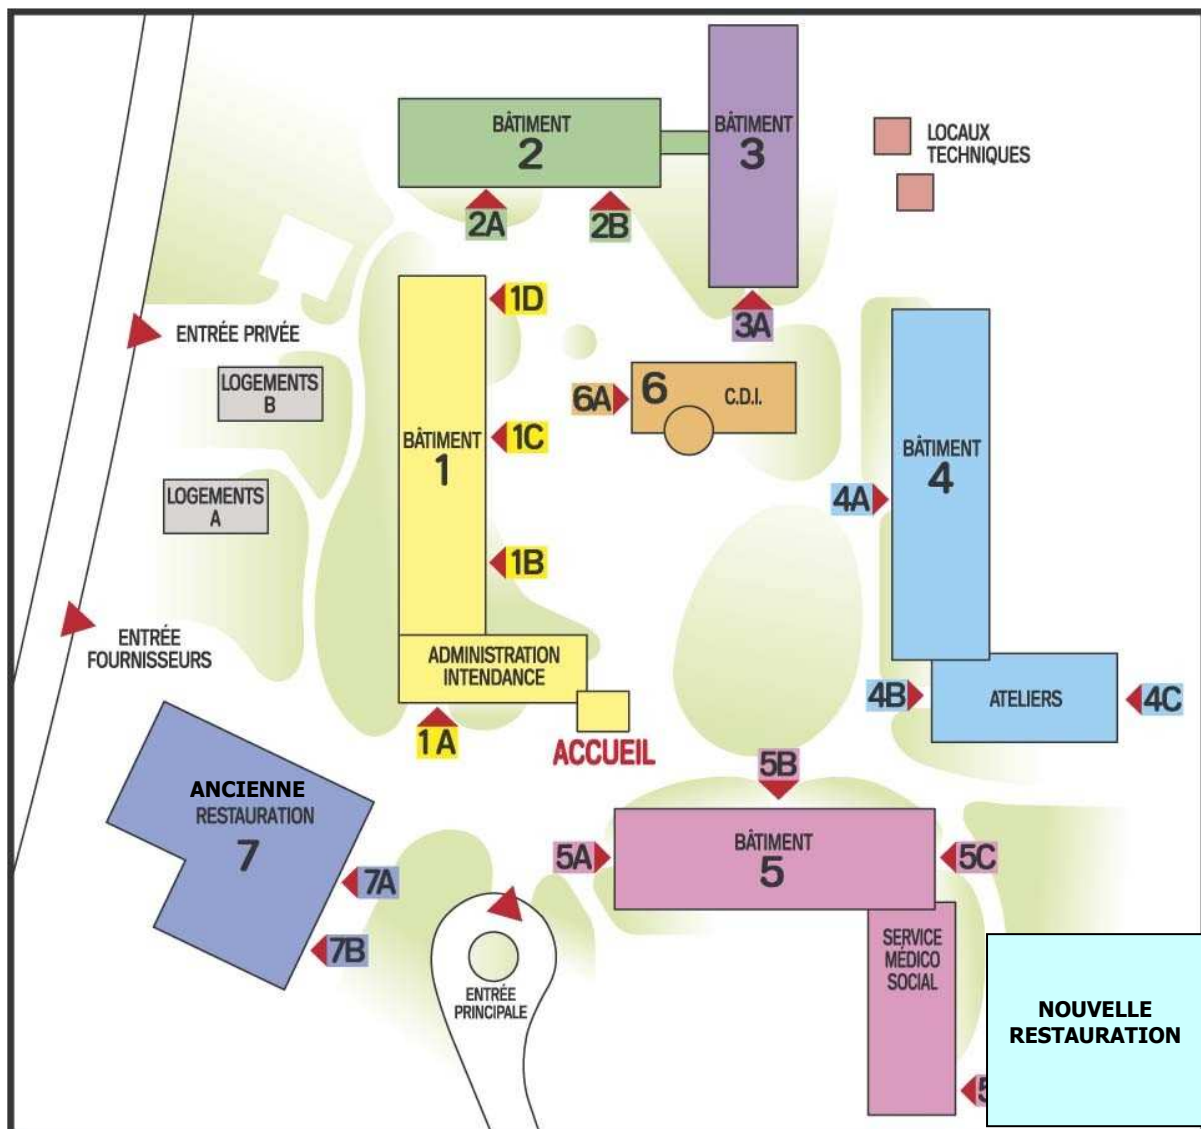 BÂTIMENT
2
BÂTIMENT
3
LOCAUX
TECHNIQUES
2A
2B
1D
3A
ENTRÉE PRIVÉE
LOGEMENTS
B
6A
6
C.D.I.
BÂTIMENT
1
1C
BÂTIMENT
4
LOGEMENTS
A
4A
1B
ENTRÉE
FOURNISSEURS
ADMINISTRATION
INTENDANCE
4B
ATELIERS
4C
1A
ACCUEIL
5B
ANCIENNE
RESTAURATION
7
BÂTIMENT
5
5A
5C
7A
7B
SERVICE
MÉDICO
SOCIAL
ENTRÉE
PRINCIPALE
NOUVELLE
RESTAURATION